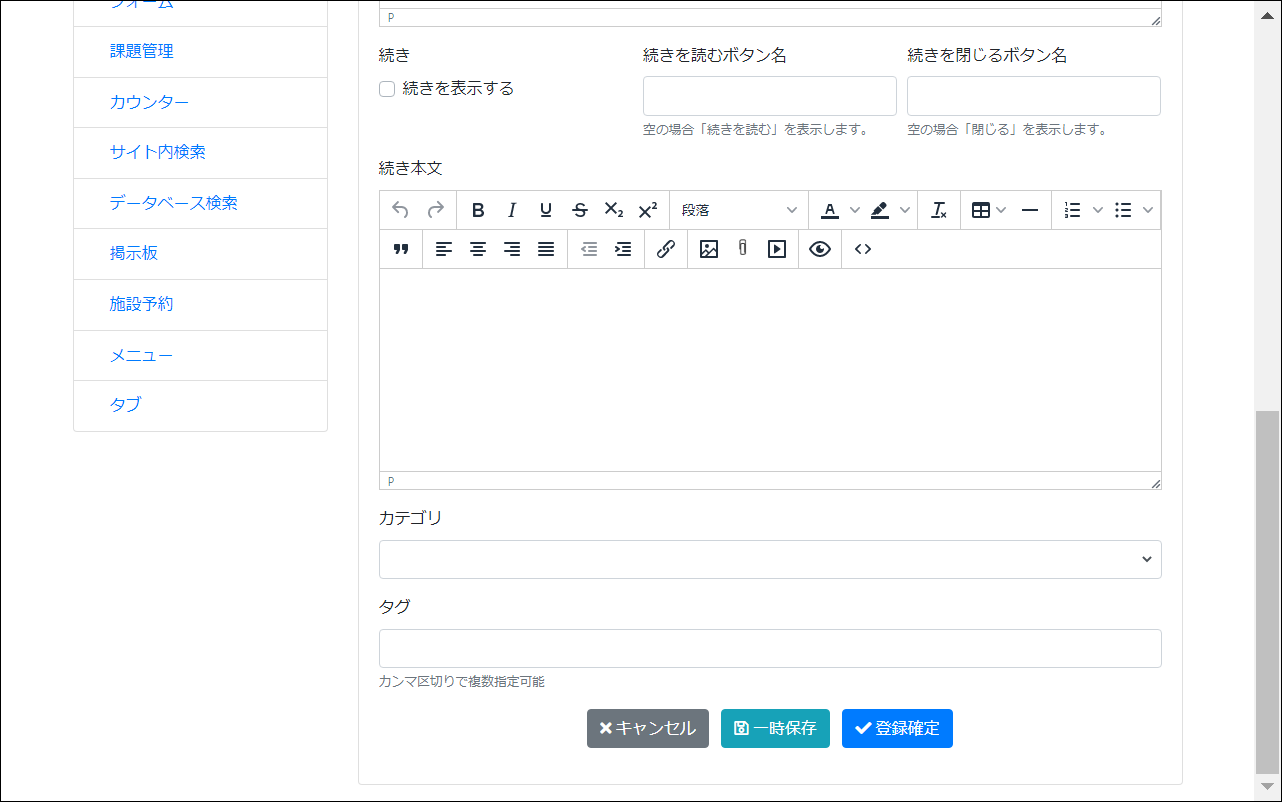 フォーム
課題管理
カウンター
サイト内検索
データベース検索
掲示板
施設予約
メニュー
タブ
P
続き
続きを読むボタン名
続きを閉じるボタン名
続きを表示する
空の場合「続きを読む」を表示します。
空の場合「閉じる」を表示します。
続き本文
段落
P
カテゴリ
タグ
カンマ区切りで複数指定可能
キャンセル
一時保存
登録確定